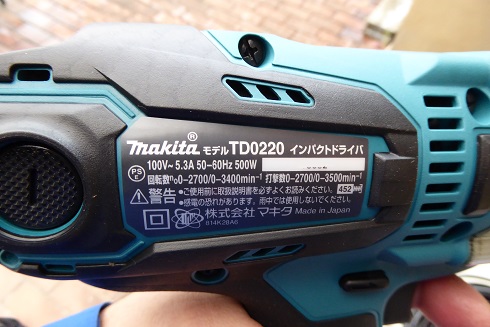 makita® モデルTD0220 インパクトドライバ
100V~ 5.3A 50-60Hz 500W
回転数n₀0-2700/0-3400min⁻¹ 打撃数0-2700/0-3500min⁻¹
警告 ●ご使用前に取扱説明書を必ずよくお読みください。
●感電の恐れがあります。雨中では使用しないでください。
株式会社 マキタ Made in Japan
814K28A6
PS
E
452